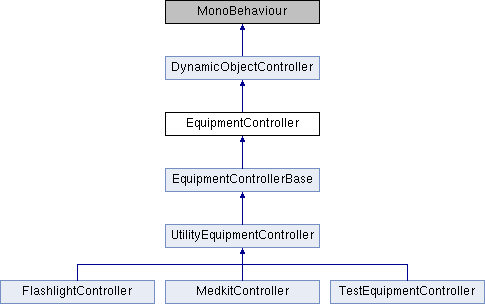 MonoBehaviour
DynamicObjectController
EquipmentController
EquipmentControllerBase
UtilityEquipmentController
FlashlightController MedkitController TestEquipmentController